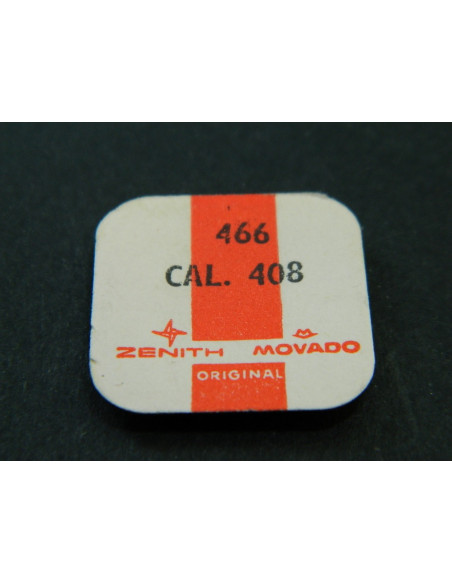 466
CAL. 408
ZENITH MOVADO
ORIGINAL